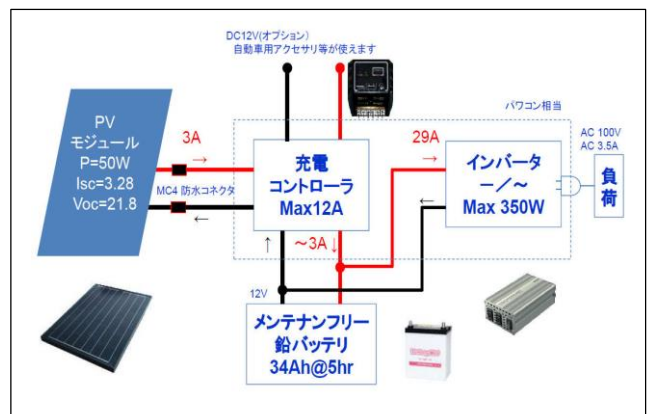 DC12V(オプション)
自動車用アクセサリ等が使えます
パワコン相当
PV
モジュール
P=50W
Isc=3.28
Voc=21.8
3A
→
MC4 防水コネクタ
←
充電
コントローラ
Max12A
29A
→
インバータ
－／～
Max 350W
←
AC 100V
AC 3.5A
負
荷
↑
～3A ↓
12V
メンテナンフリー
鉛バッテリ
34Ah@5hr